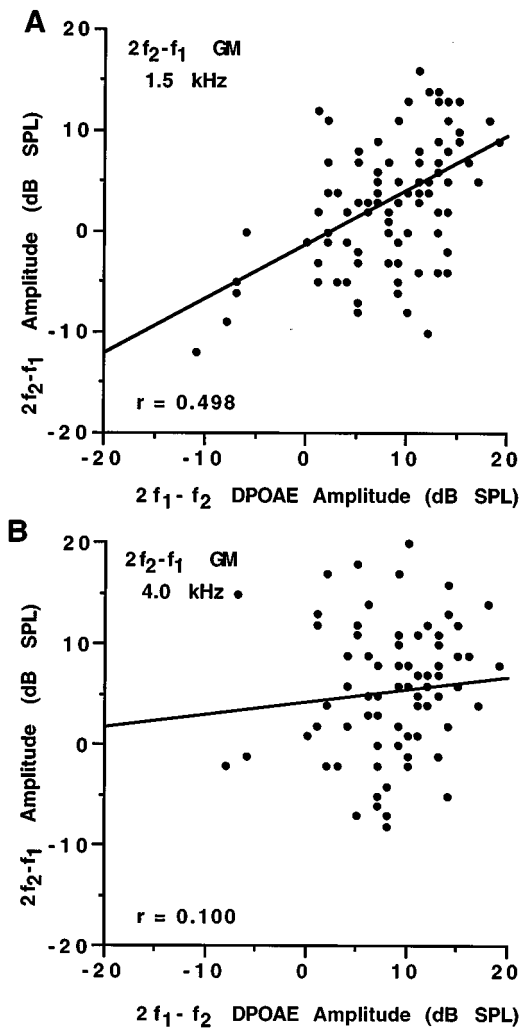 A
2f2-f1 GM
1.5 kHz
20
10
0
-10
-20
2f2-f1 Amplitude (dB SPL)
r = 0.498
-20 -10 0 10 20
2f1-f2 DPOAE Amplitude (dB SPL)
B
2f2-f1 GM
4.0 kHz
20
10
0
-10
-20
2f2-f1 Amplitude (dB SPL)
r = 0.100
-20 -10 0 10 20
2f1-f2 DPOAE Amplitude (dB SPL)